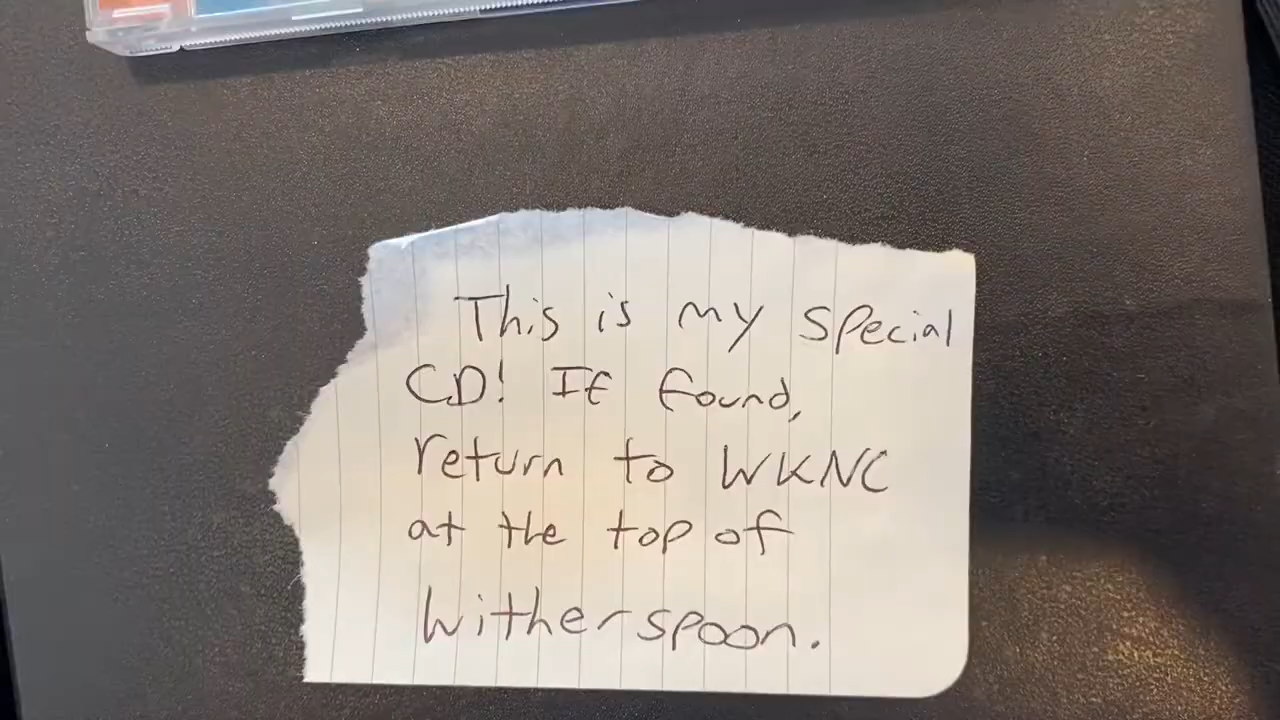 This is my special
CD! If found,
return to WKNC
at the top of
Witherspoon.